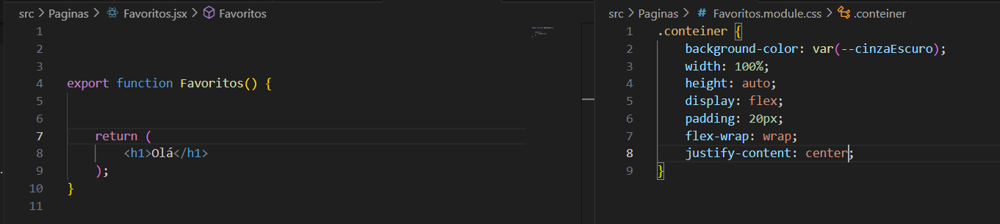 src > Paginas > Favoritos.jsx > Favoritos
1
2
3
4 export function Favoritos() {
5
6
7 return (
8 <h1>Olá</h1>
9 );
10 }
11
src > Paginas > # Favoritos.module.css > .conteiner
1 .conteiner {
2 background-color: var(--cinzaEscuro);
3 width: 100%;
4 height: auto;
5 display: flex;
6 padding: 20px;
7 flex-wrap: wrap;
8 justify-content: center;
9 }